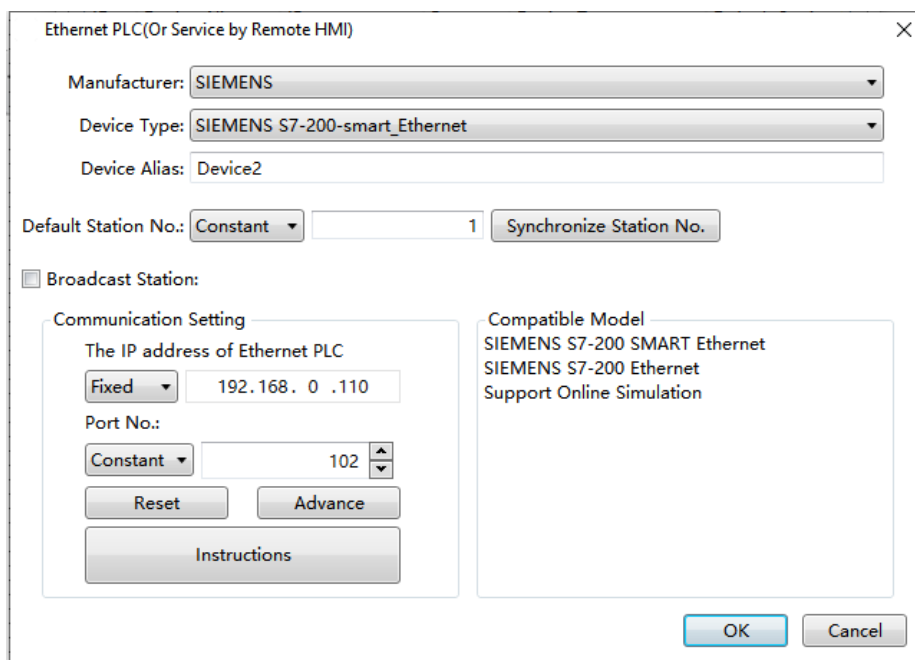 Ethernet PLC(Or Service by Remote HMI)
Manufacturer: SIEMENS
Device Type: SIEMENS S7-200-smart_Ethernet
Device Alias: Device2
Default Station No.: Constant 1 Synchronize Station No.
Broadcast Station:
Communication Setting
The IP address of Ethernet PLC
Fixed 192.168. 0 .110
Port No.:
Constant 102
Reset Advance
Instructions
Compatible Model
SIEMENS S7-200 SMART Ethernet
SIEMENS S7-200 Ethernet
Support Online Simulation
OK Cancel